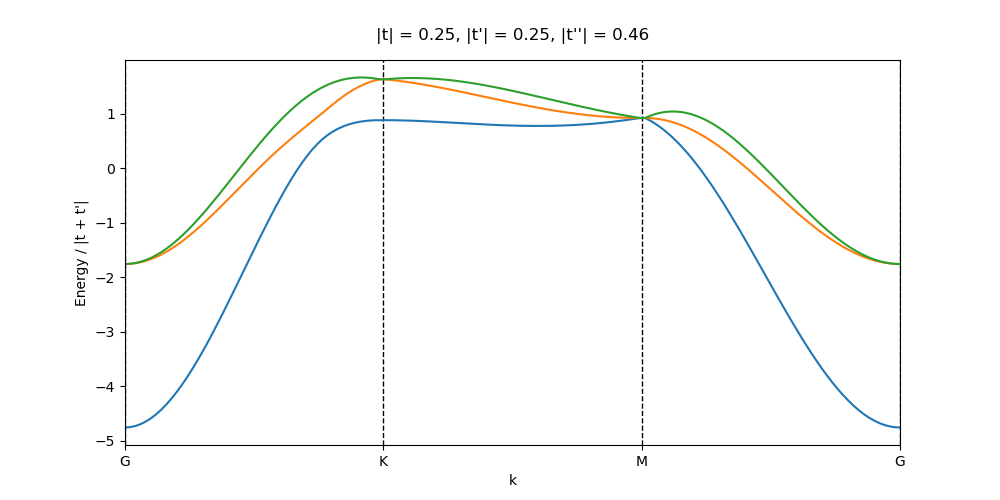 |t| = 0.25, |t'| = 0.25, |t''| = 0.46
Energy / |t + t'|
1
0
−1
−2
−3
−4
−5
G K M G
k